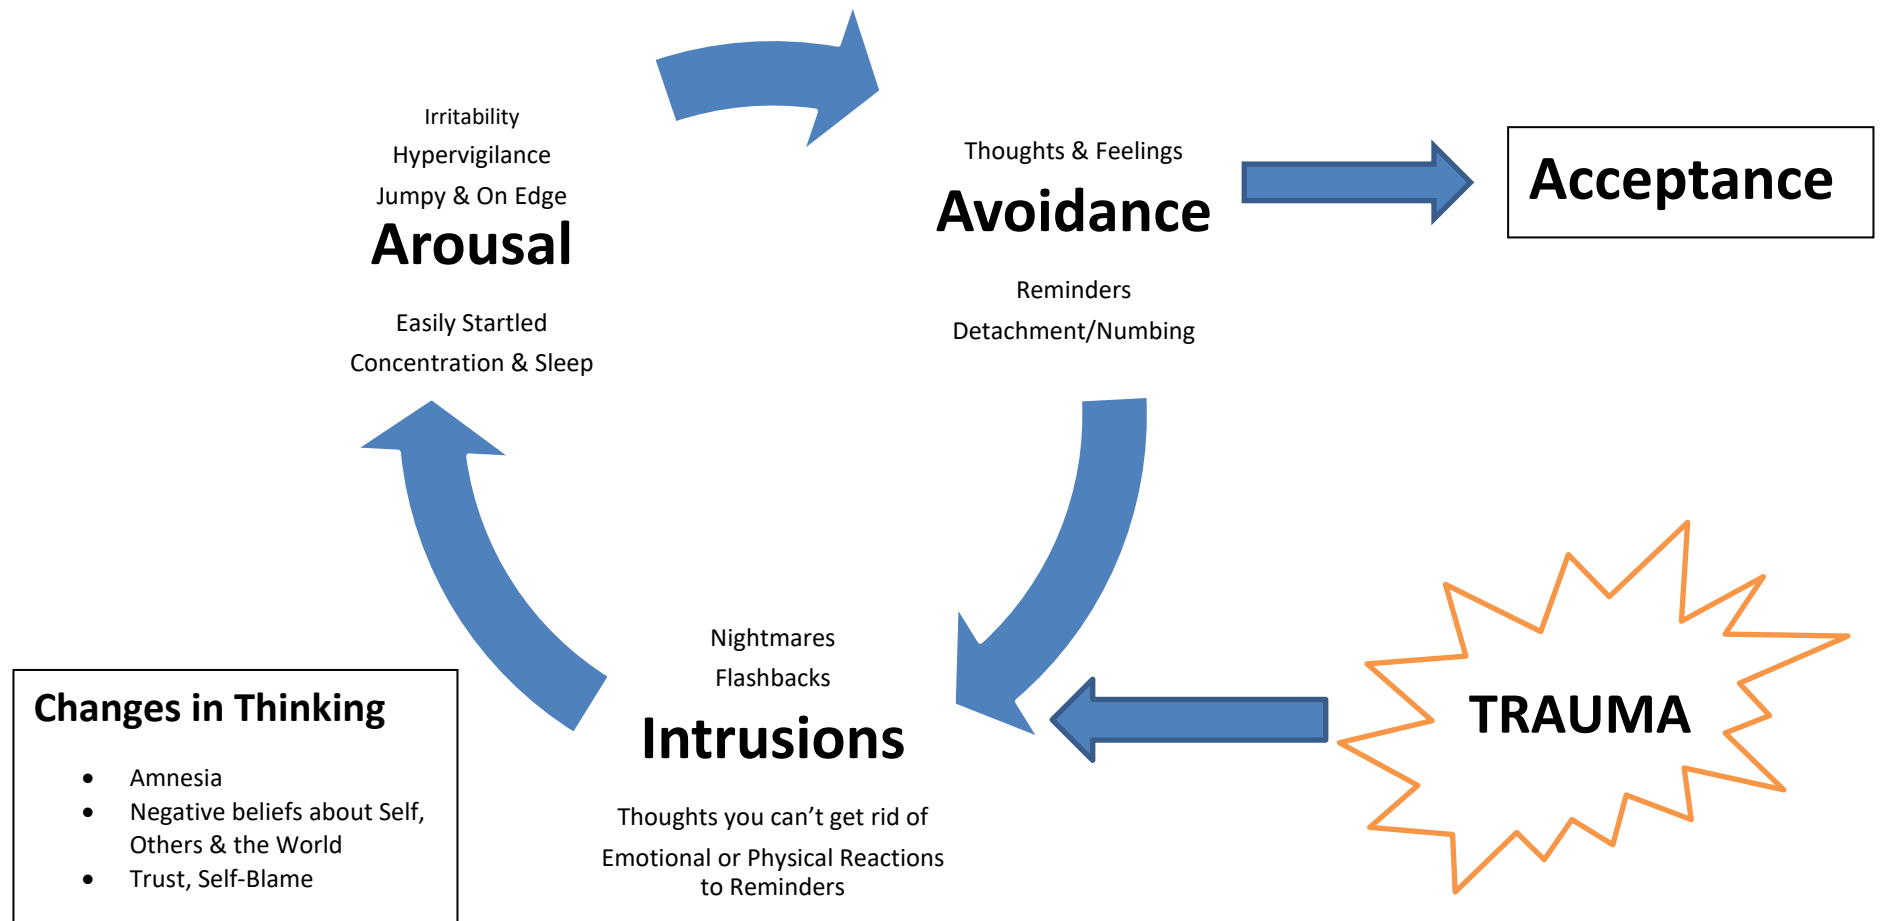 Irritability
Hypervigilance
Jumpy & On Edge
Arousal
Easily Startled
Concentration & Sleep
Thoughts & Feelings
Avoidance
Reminders
Detachment/Numbing
Acceptance
Nightmares
Flashbacks
Intrusions
Thoughts you can’t get rid of
Emotional or Physical Reactions
to Reminders
TRAUMA
Changes in Thinking
• Amnesia
• Negative beliefs about Self,
Others & the World
• Trust, Self-Blame